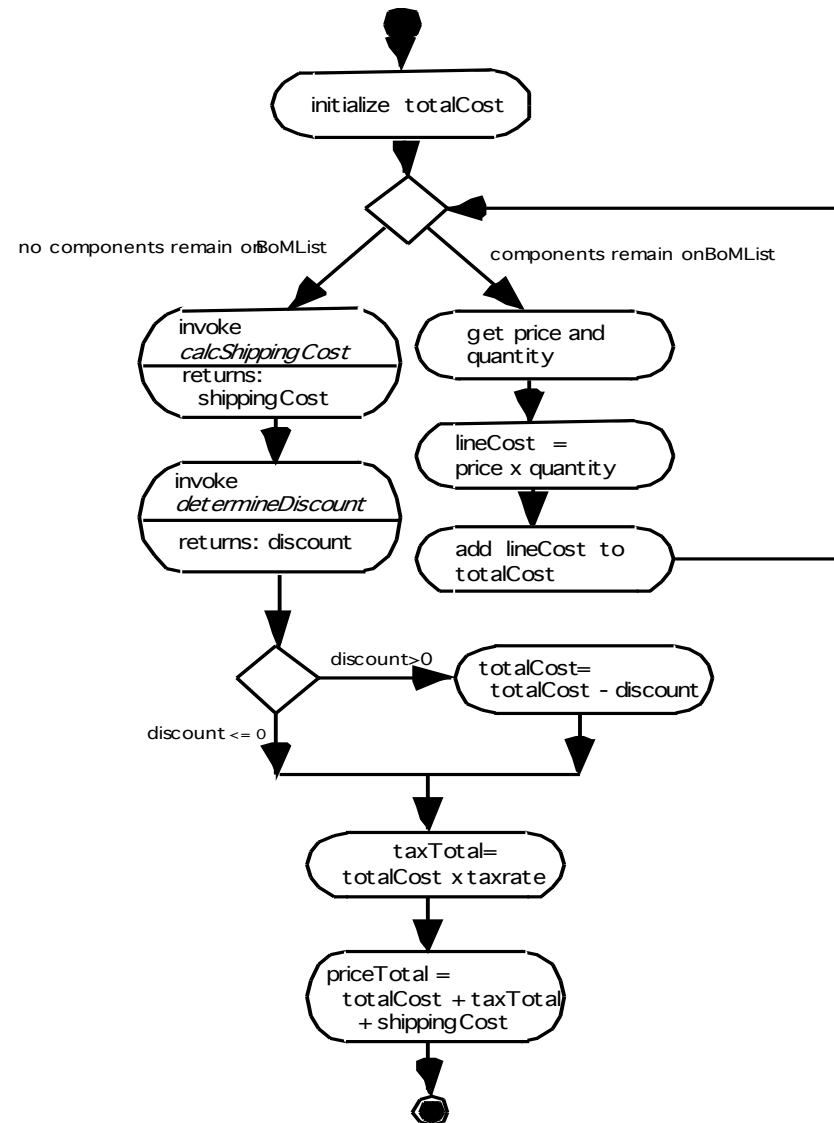 initialize totalCost
no components remain onBoMList
components remain onBoMList
invoke
calcShippingCost
returns:
shippingCost
get price and
quantity
lineCost =
price x quantity
invoke
determineDiscount
returns: discount
add lineCost to
totalCost
discount>0
totalCost=
totalCost - discount
discount <= 0
taxTotal=
totalCost x taxrate
priceTotal =
totalCost + taxTotal
+ shippingCost